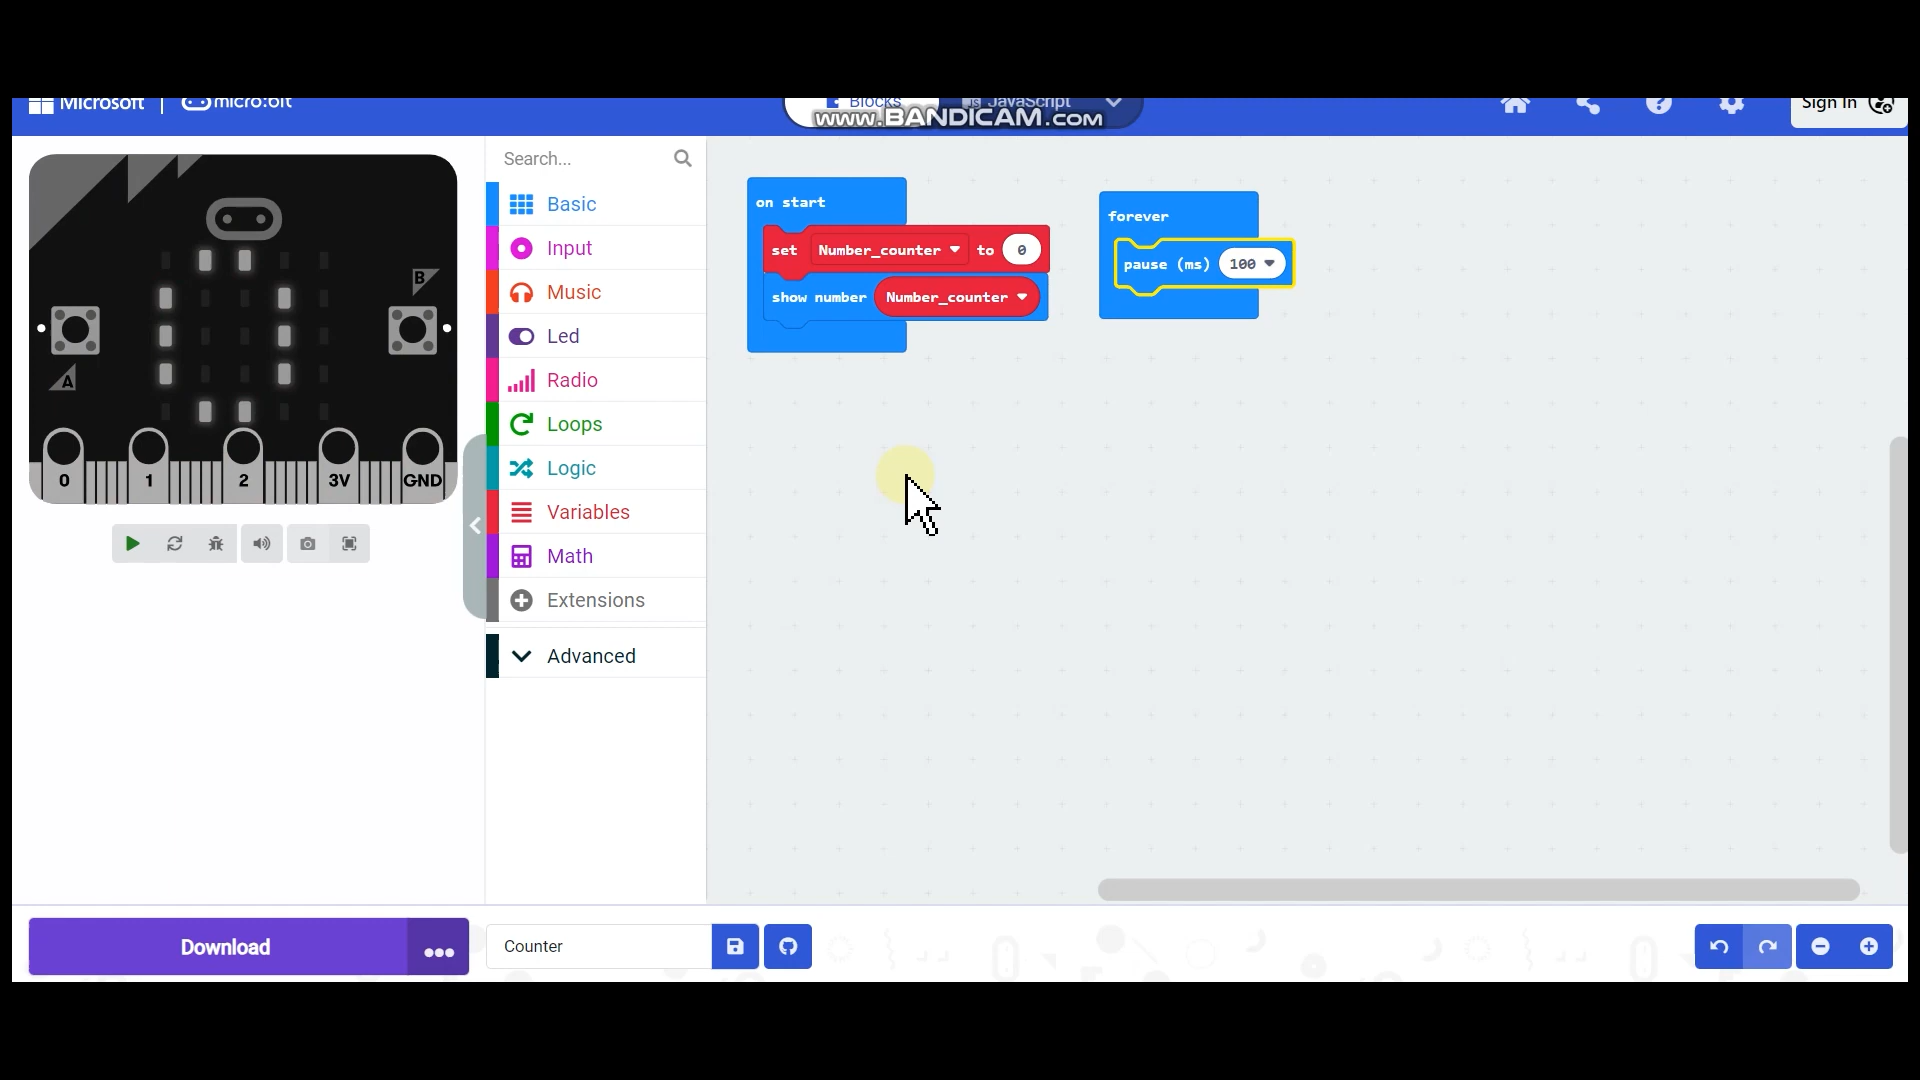 Microsoft | micro:bit
Blocks
JavaScript
www.BANDICAM.com
Sign In
Search...
Basic
Input
Music
Led
Radio
Loops
Logic
Variables
Math
Extensions
Advanced
B
A
0 1 2 3V GND
on start
set Number_counter to 0
show number Number_counter
forever
pause (ms) 100
Download
Counter